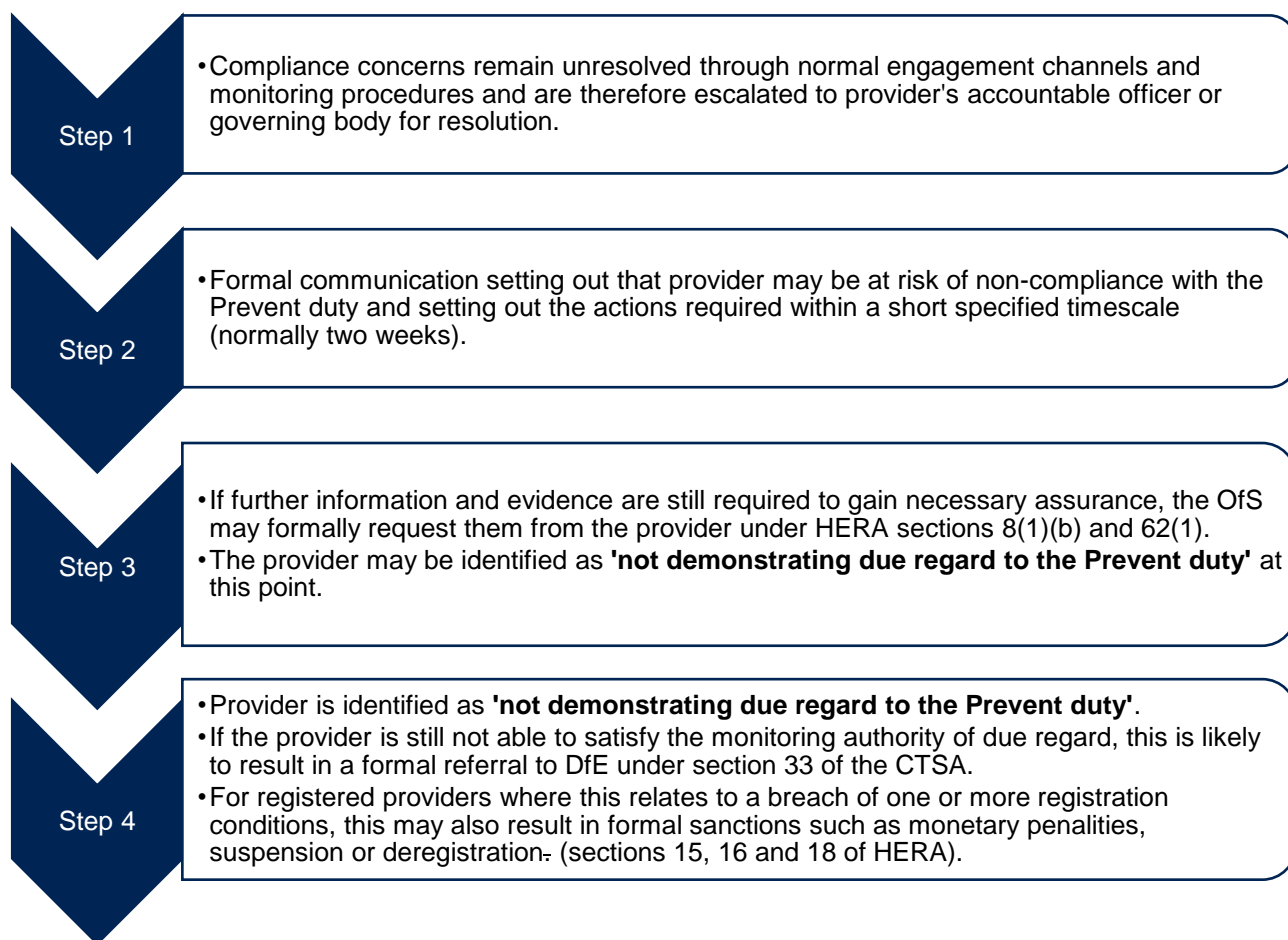 Step 1
•Compliance concerns remain unresolved through normal engagement channels and
monitoring procedures and are therefore escalated to provider's accountable officer or
governing body for resolution.
Step 2
•Formal communication setting out that provider may be at risk of non-compliance with the
Prevent duty and setting out the actions required within a short specified timescale
(normally two weeks).
Step 3
•If further information and evidence are still required to gain necessary assurance, the OfS
may formally request them from the provider under HERA sections 8(1)(b) and 62(1).
•The provider may be identified as 'not demonstrating due regard to the Prevent duty' at
this point.
Step 4
•Provider is identified as 'not demonstrating due regard to the Prevent duty'.
•If the provider is still not able to satisfy the monitoring authority of due regard, this is likely
to result in a formal referral to DfE under section 33 of the CTSA.
•For registered providers where this relates to a breach of one or more registration
conditions, this may also result in formal sanctions such as monetary penalities,
suspension or deregistration. (sections 15, 16 and 18 of HERA).